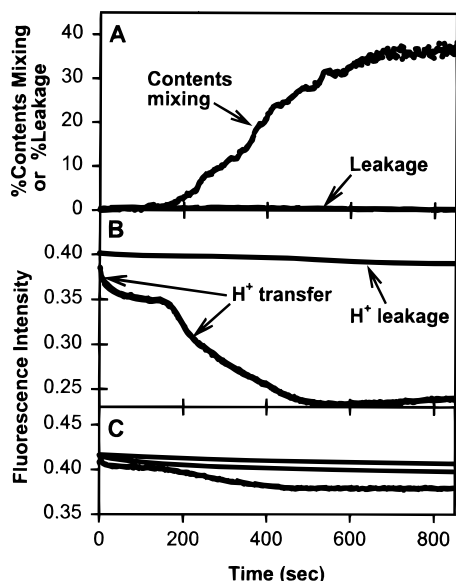 A
%Contents Mixing
or %Leakage
40
30
20
10
0
Contents
mixing
Leakage
B
Fluorescence Intensity
0.40
0.35
0.30
0.25
H⁺ transfer
H⁺ leakage
C
0.45
0.40
0.35
0 200 400 600 800
Time (sec)